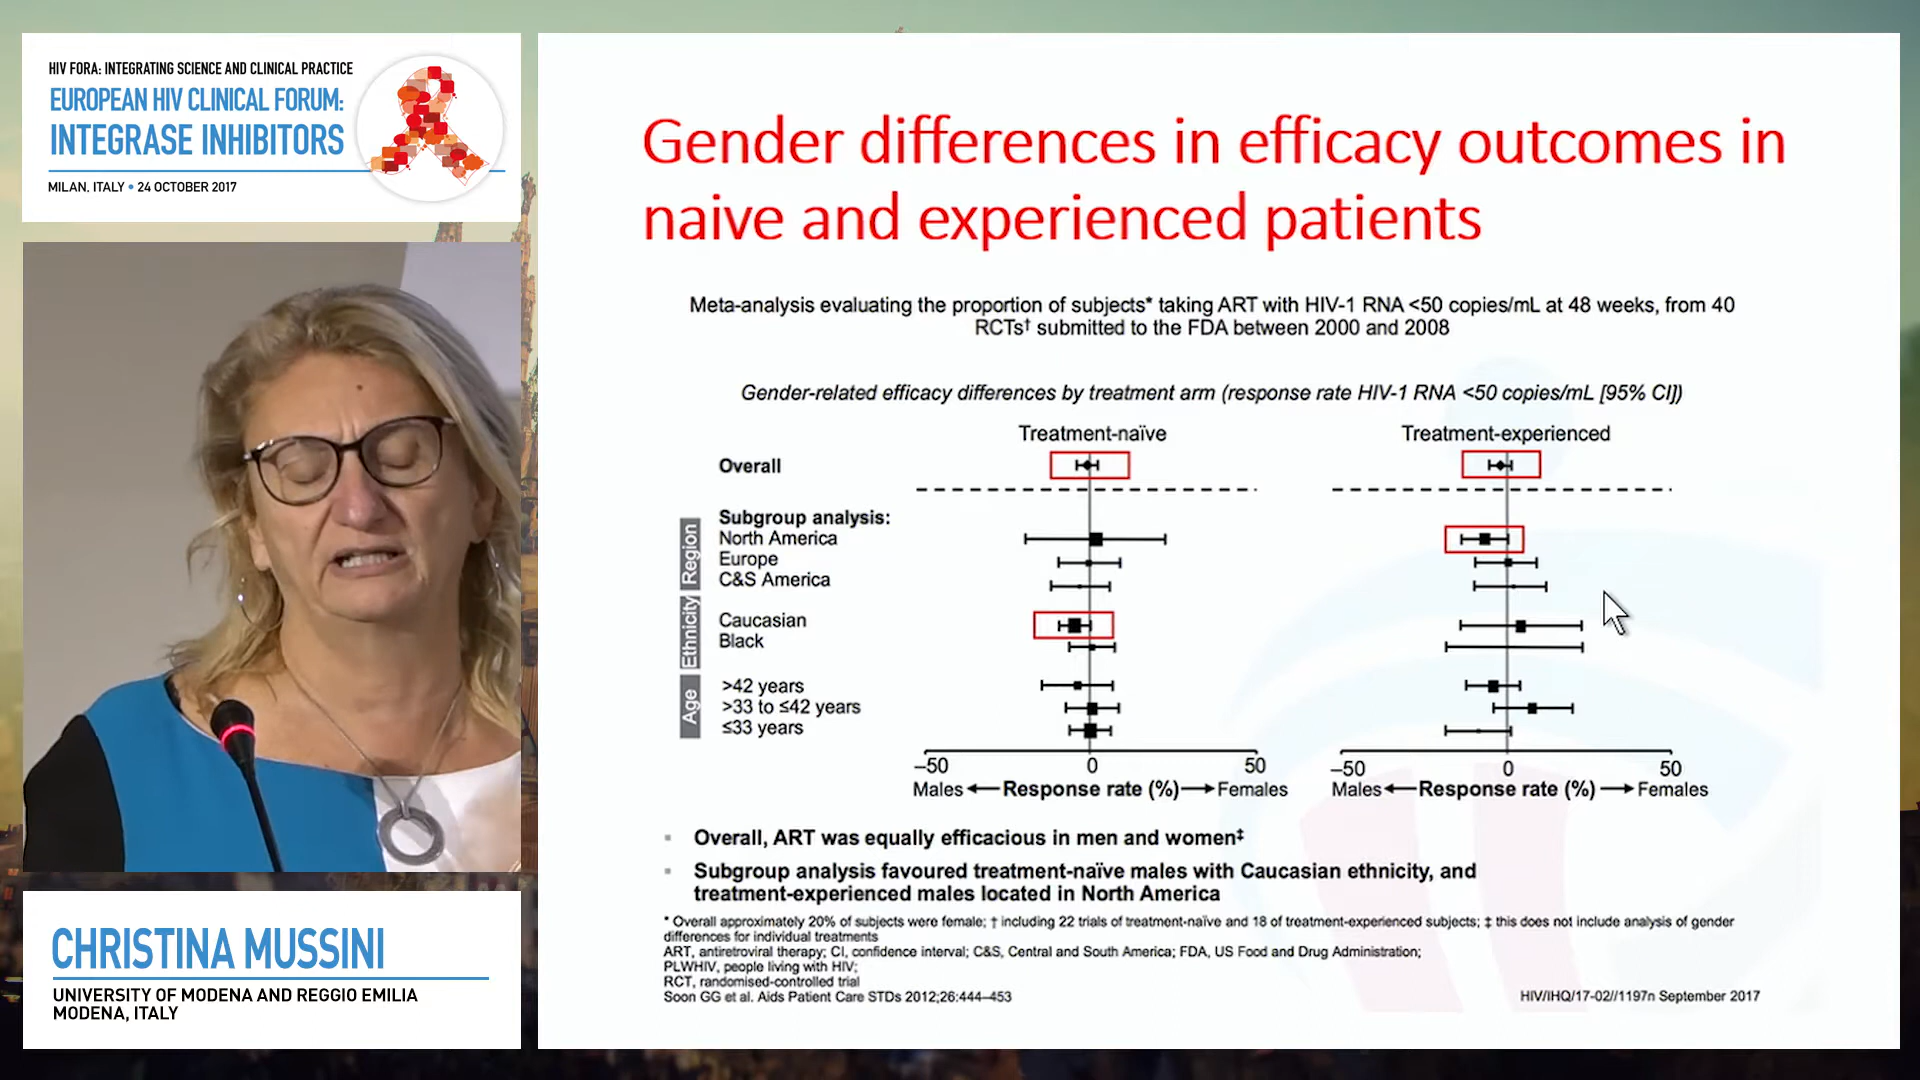 HIV FORA: INTEGRATING SCIENCE AND CLINICAL PRACTICE
EUROPEAN HIV CLINICAL FORUM:
INTEGRASE INHIBITORS
MILAN, ITALY • 24 OCTOBER 2017
CHRISTINA MUSSINI
UNIVERSITY OF MODENA AND REGGIO EMILIA
MODENA, ITALY
Gender differences in efficacy outcomes in
naive and experienced patients
Meta-analysis evaluating the proportion of subjects* taking ART with HIV-1 RNA <50 copies/mL at 48 weeks, from 40
RCTs† submitted to the FDA between 2000 and 2008
Gender-related efficacy differences by treatment arm (response rate HIV-1 RNA <50 copies/mL [95% CI])
Treatment-naïve
Treatment-experienced
Overall
Subgroup analysis:
Region
North America
Europe
C&S America
Ethnicity
Caucasian
Black
Age
>42 years
>33 to ≤42 years
≤33 years
–50 0 50
Males Response rate (%) Females
–50 0 50
Males Response rate (%) Females
▪ Overall, ART was equally efficacious in men and women‡
▪ Subgroup analysis favoured treatment-naïve males with Caucasian ethnicity, and
treatment-experienced males located in North America
* Overall approximately 20% of subjects were female; † including 22 trials of treatment-naïve and 18 of treatment-experienced subjects; ‡ this does not include analysis of gender
differences for individual treatments
ART, antiretroviral therapy; CI, confidence interval; C&S, Central and South America; FDA, US Food and Drug Administration;
PLWHIV, people living with HIV;
RCT, randomised-controlled trial
Soon GG et al. Aids Patient Care STDs 2012;26:444–453
HIV/IHQ/17-02//1197n September 2017